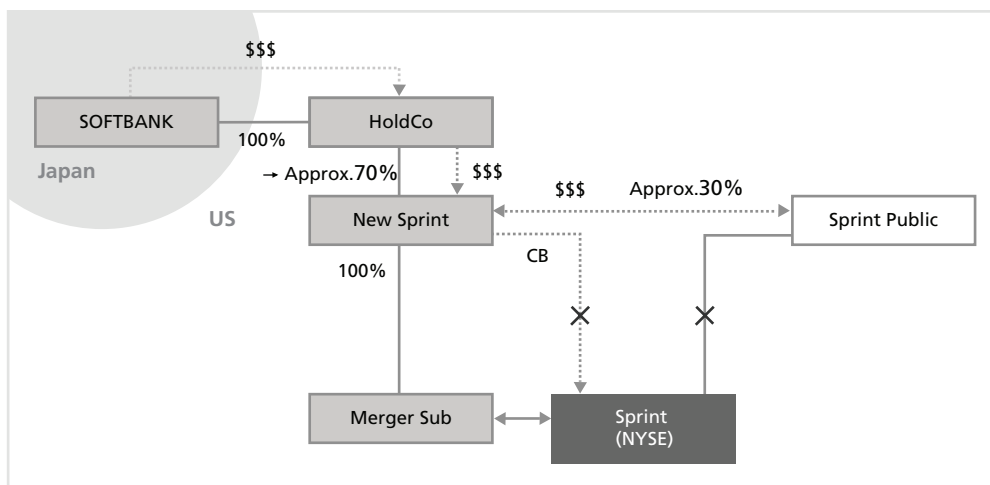 $$$
SOFTBANK
HoldCo
100%
Japan
→ Approx.70%
$$$
$$$
Approx.30%
US
New Sprint
Sprint Public
100%
CB
Merger Sub
Sprint
(NYSE)